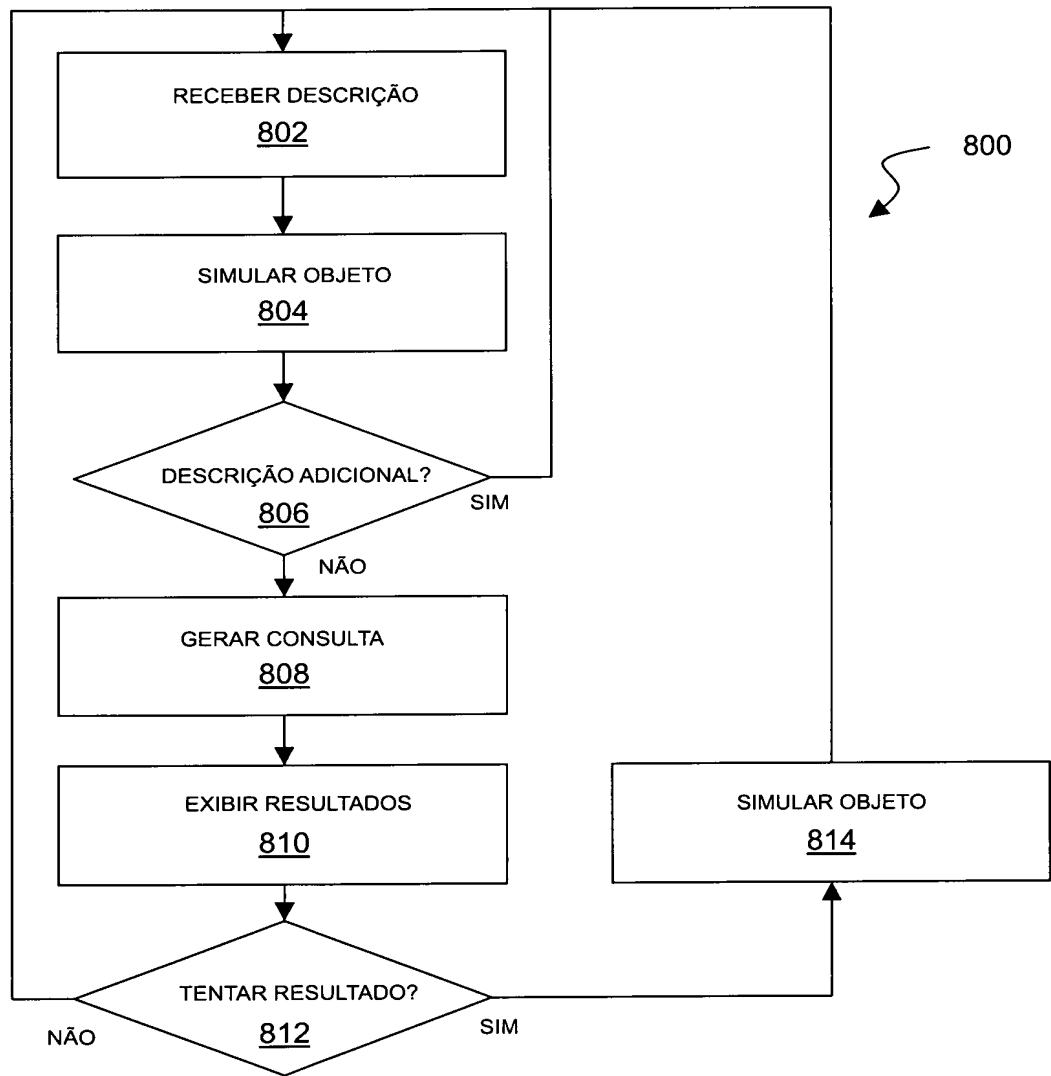 RECEBER DESCRIÇÃO
802
800
SIMULAR OBJETO
804
DESCRIÇÃO ADICIONAL?
806
SIM
NÃO
GERAR CONSULTA
808
EXIBIR RESULTADOS
810
SIMULAR OBJETO
814
TENTAR RESULTADO?
812
NÃO
SIM